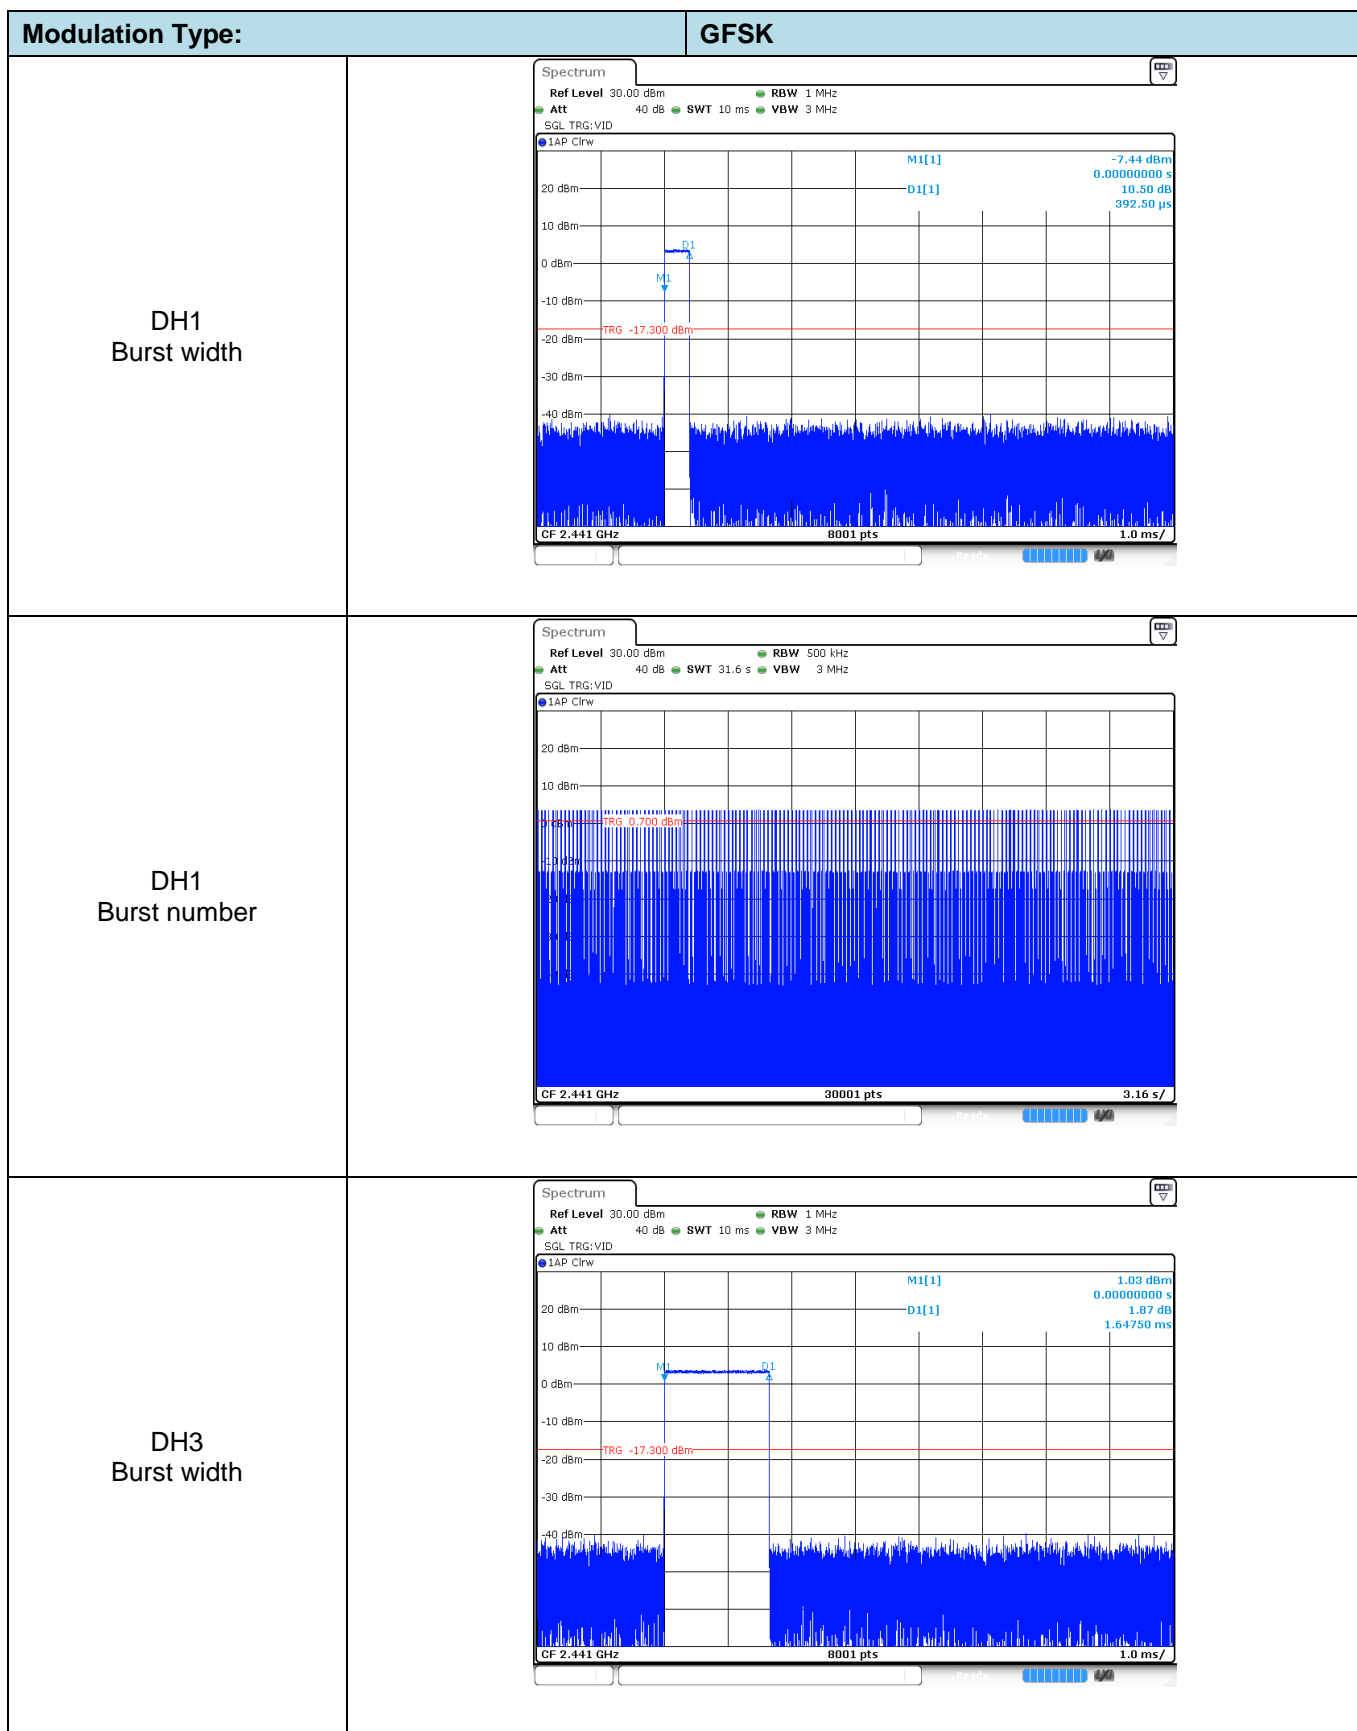 Modulation Type: GFSK
DH1
Burst width
Spectrum
Ref Level 30.00 dBm RBW 1 MHz
Att 40 dB SWT 10 ms VBW 3 MHz
SGL TRG:VID
1AP Clrw
M1[1] -7.44 dBm
0.00000000 s
20 dBm D1[1] 10.50 dB
392.50 µs
10 dBm
D1
0 dBm
M1
-10 dBm
TRG -17.300 dBm
-20 dBm
-30 dBm
-40 dBm
CF 2.441 GHz 8001 pts 1.0 ms/
Ready
DH1
Burst number
Spectrum
Ref Level 30.00 dBm RBW 500 kHz
Att 40 dB SWT 31.6 s VBW 3 MHz
SGL TRG:VID
1AP Clrw
20 dBm
10 dBm
TRG 0.700 dBm
CF 2.441 GHz 30001 pts 3.16 s/
Ready
DH3
Burst width
Spectrum
Ref Level 30.00 dBm RBW 1 MHz
Att 40 dB SWT 10 ms VBW 3 MHz
SGL TRG:VID
1AP Clrw
M1[1] 1.03 dBm
0.00000000 s
20 dBm D1[1] 1.87 dB
1.64750 ms
10 dBm
M1 D1
0 dBm
-10 dBm
TRG -17.300 dBm
-20 dBm
-30 dBm
-40 dBm
CF 2.441 GHz 8001 pts 1.0 ms/
Ready